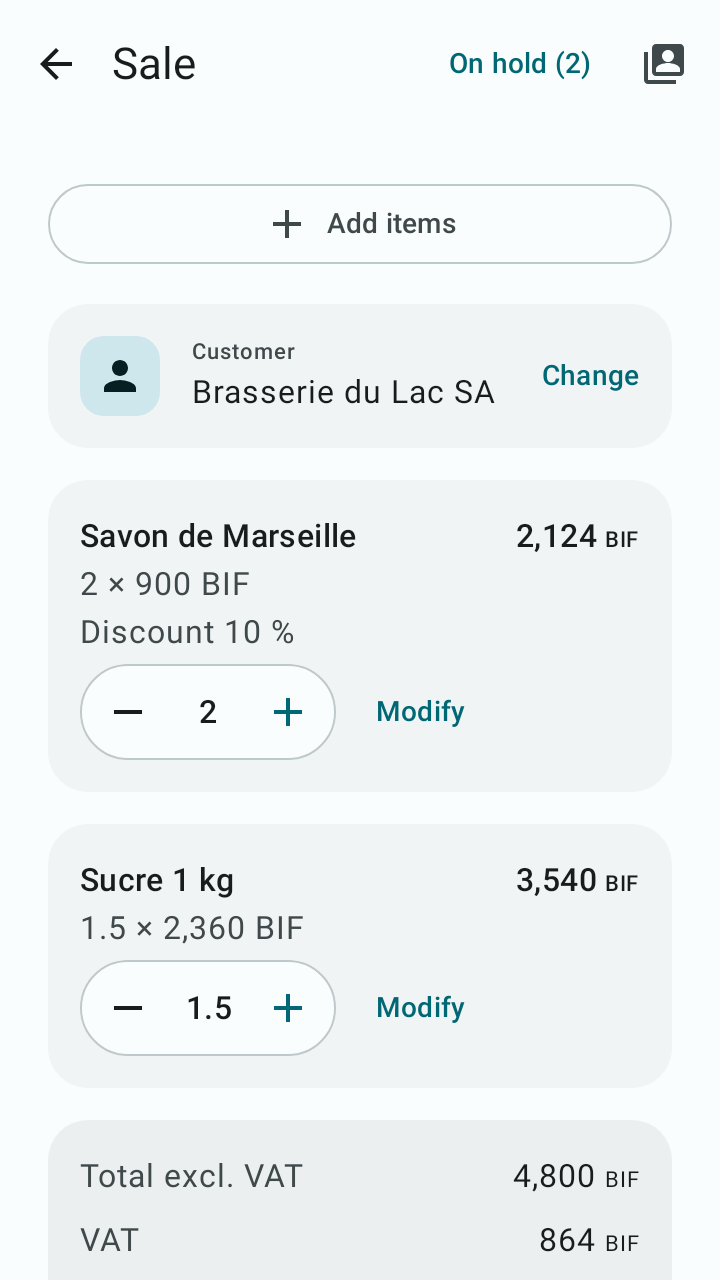 Sale
On hold (2)
Add items
Customer
Brasserie du Lac SA
Change
Savon de Marseille
2,124 BIF
2 × 900 BIF
Discount 10 %
2
Modify
Sucre 1 kg
3,540 BIF
1.5 × 2,360 BIF
1.5
Modify
Total excl. VAT
4,800 BIF
VAT
864 BIF